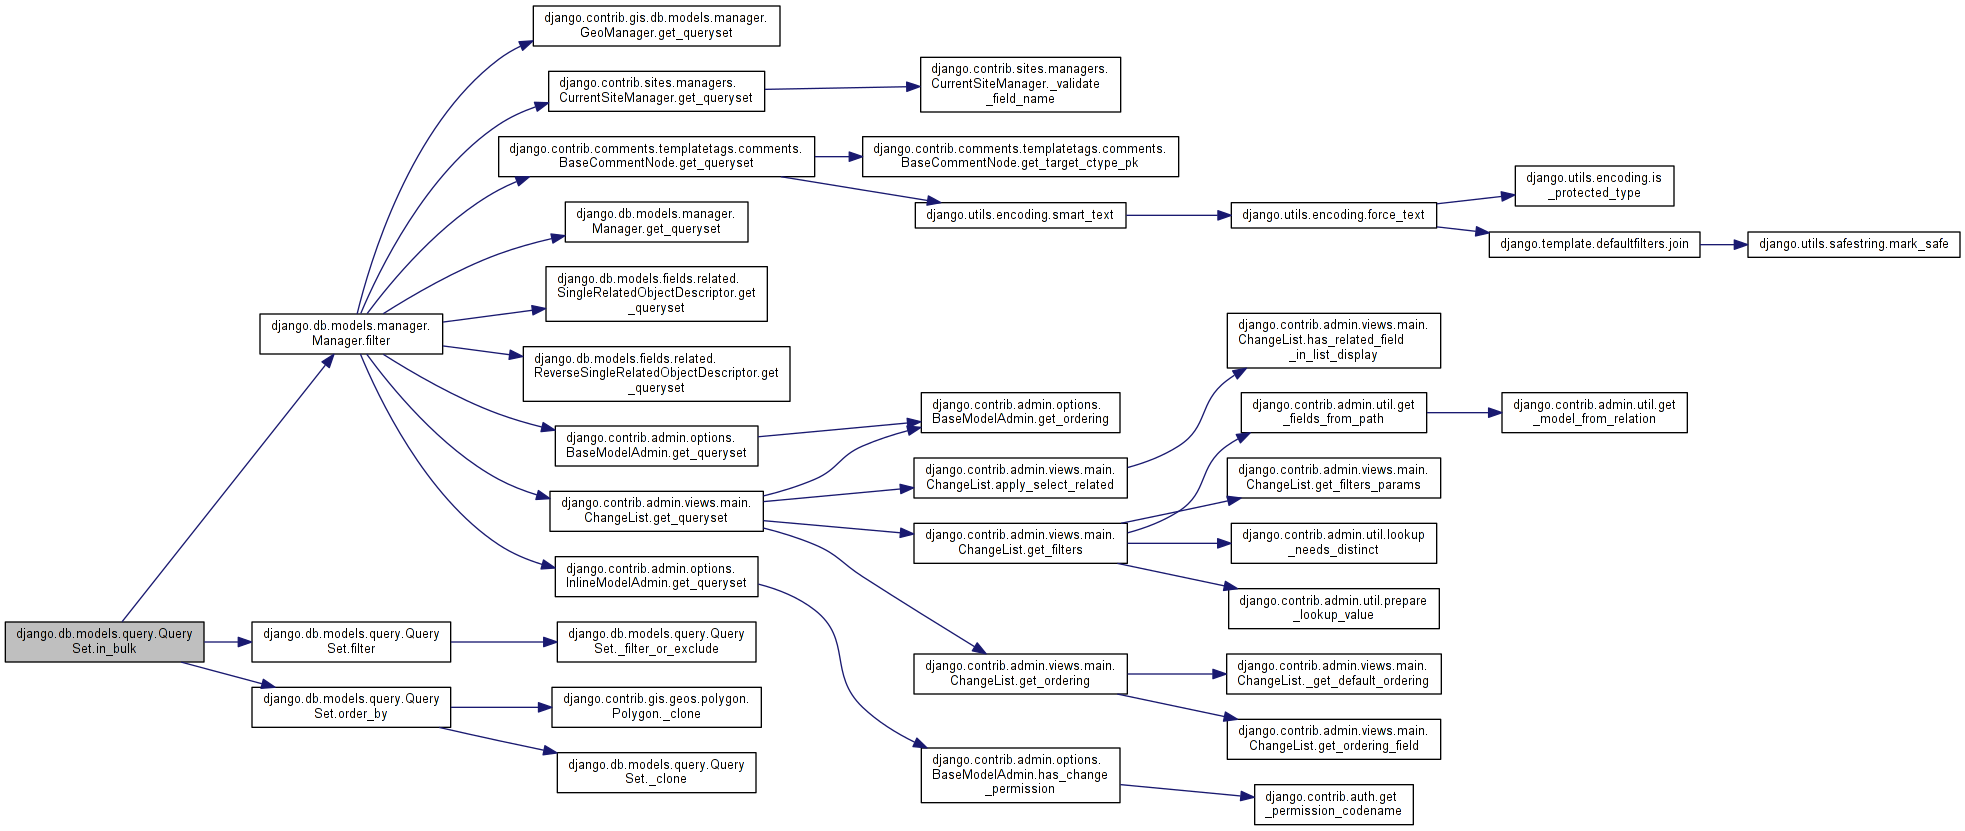 django.contrib.gis.db.models.manager.
GeoManager.get_queryset
django.contrib.sites.managers.
CurrentSiteManager.get_queryset
django.contrib.sites.managers.
CurrentSiteManager._validate
_field_name
django.contrib.comments.templatetags.comments.
BaseCommentNode.get_queryset
django.contrib.comments.templatetags.comments.
BaseCommentNode.get_target_ctype_pk
django.utils.encoding.smart_text
django.utils.encoding.force_text
django.utils.encoding.is
_protected_type
django.template.defaultfilters.join
django.utils.safestring.mark_safe
django.db.models.manager.
Manager.get_queryset
django.db.models.fields.related.
SingleRelatedObjectDescriptor.get
_queryset
django.db.models.manager.
Manager.filter
django.db.models.fields.related.
ReverseSingleRelatedObjectDescriptor.get
_queryset
django.contrib.admin.views.main.
ChangeList.has_related_field
_in_list_display
django.contrib.admin.options.
BaseModelAdmin.get_ordering
django.contrib.admin.util.get
_fields_from_path
django.contrib.admin.util.get
_model_from_relation
django.contrib.admin.options.
BaseModelAdmin.get_queryset
django.contrib.admin.views.main.
ChangeList.apply_select_related
django.contrib.admin.views.main.
ChangeList.get_filters_params
django.contrib.admin.views.main.
ChangeList.get_queryset
django.contrib.admin.views.main.
ChangeList.get_filters
django.contrib.admin.util.lookup
_needs_distinct
django.contrib.admin.options.
InlineModelAdmin.get_queryset
django.contrib.admin.util.prepare
_lookup_value
django.db.models.query.Query
Set.in_bulk
django.db.models.query.Query
Set.filter
django.db.models.query.Query
Set._filter_or_exclude
django.contrib.admin.views.main.
ChangeList.get_ordering
django.contrib.admin.views.main.
ChangeList._get_default_ordering
django.db.models.query.Query
Set.order_by
django.contrib.gis.geos.polygon.
Polygon._clone
django.contrib.admin.views.main.
ChangeList.get_ordering_field
django.db.models.query.Query
Set._clone
django.contrib.admin.options.
BaseModelAdmin.has_change
_permission
django.contrib.auth.get
_permission_codename